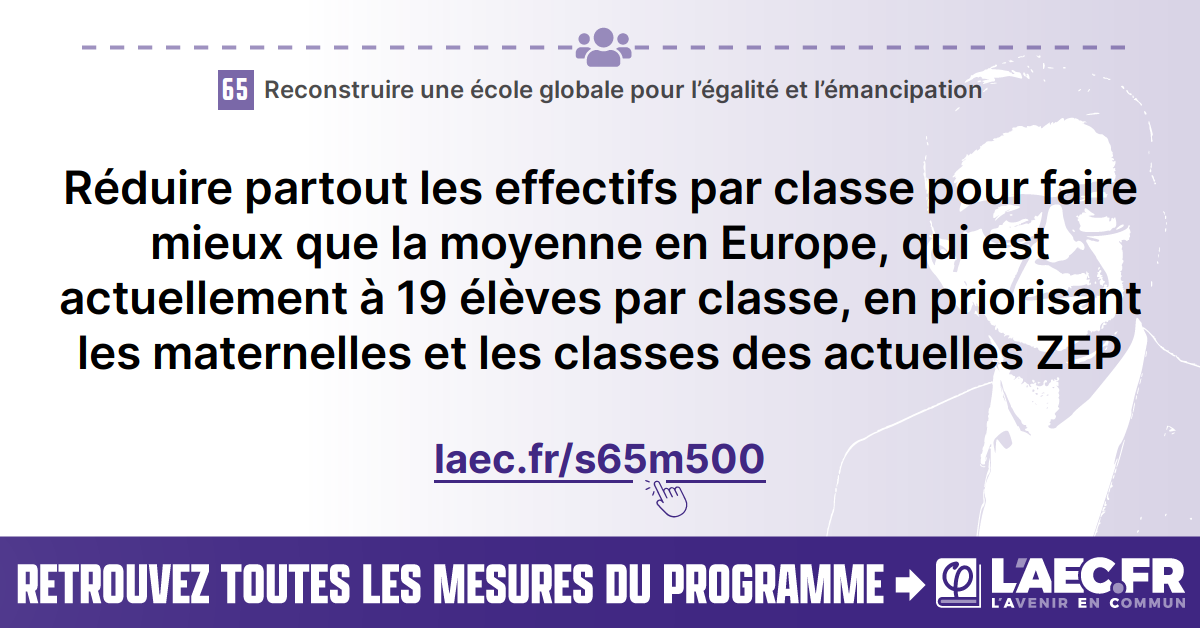 65 Reconstruire une école globale pour l’égalité et l’émancipation
Réduire partout les effectifs par classe pour faire
mieux que la moyenne en Europe, qui est
actuellement à 19 élèves par classe, en priorisant
les maternelles et les classes des actuelles ZEP
laec.fr/s65m500
RETROUVEZ TOUTES LES MESURES DU PROGRAMME
φ L'AEC.FR
L'AVENIR EN COMMUN